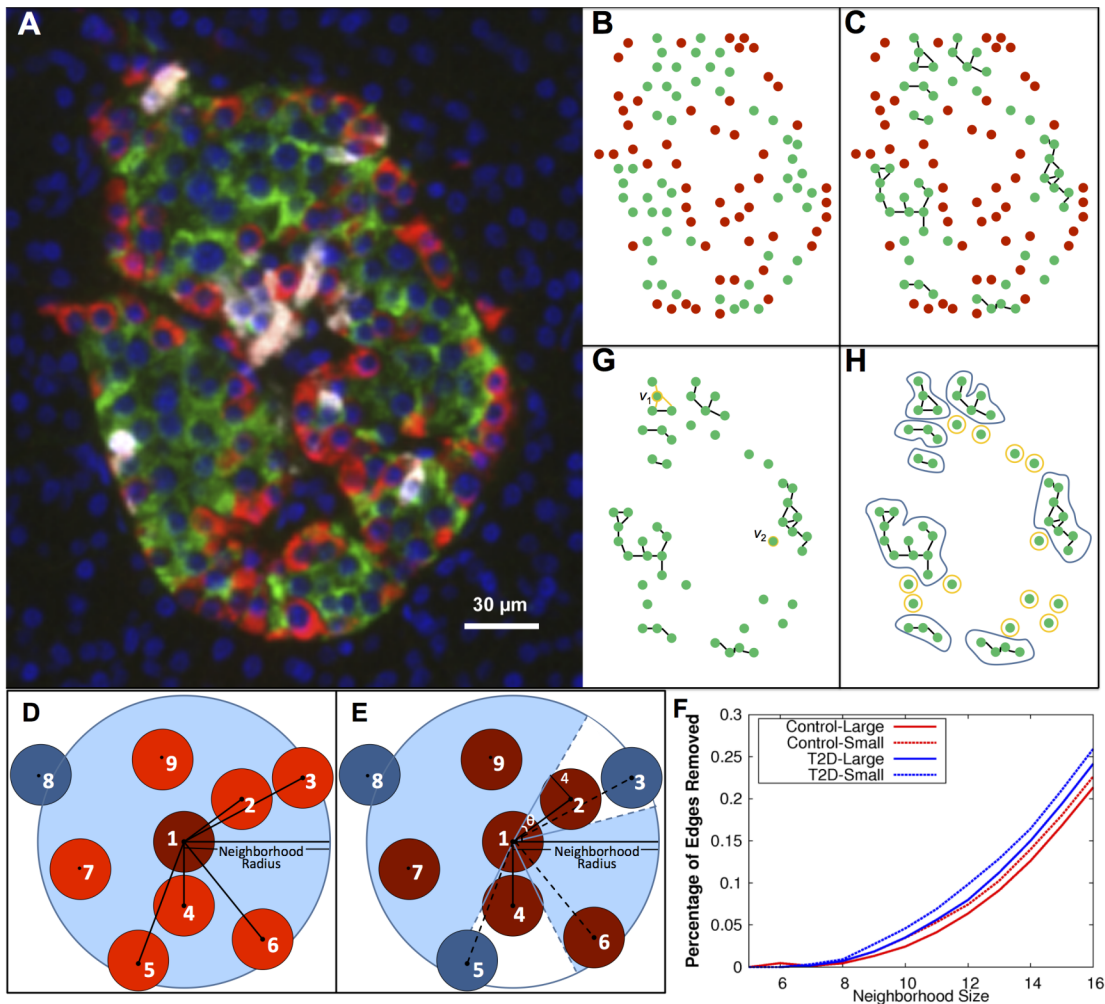 A
B
C
30 µm
G
v1
v2
H
D
8
9
3
2
1
Neighborhood
Radius
7
4
6
5
E
8
9
4
3
2
θ
1
Neighborhood
Radius
7
4
6
5
F
Percentage of Edges Removed
0.3
0.25
0.2
0.15
0.1
0.05
0
Control-Large
Control-Small
T2D-Large
T2D-Small
6 8 10 12 14 16
Neighborhood Size